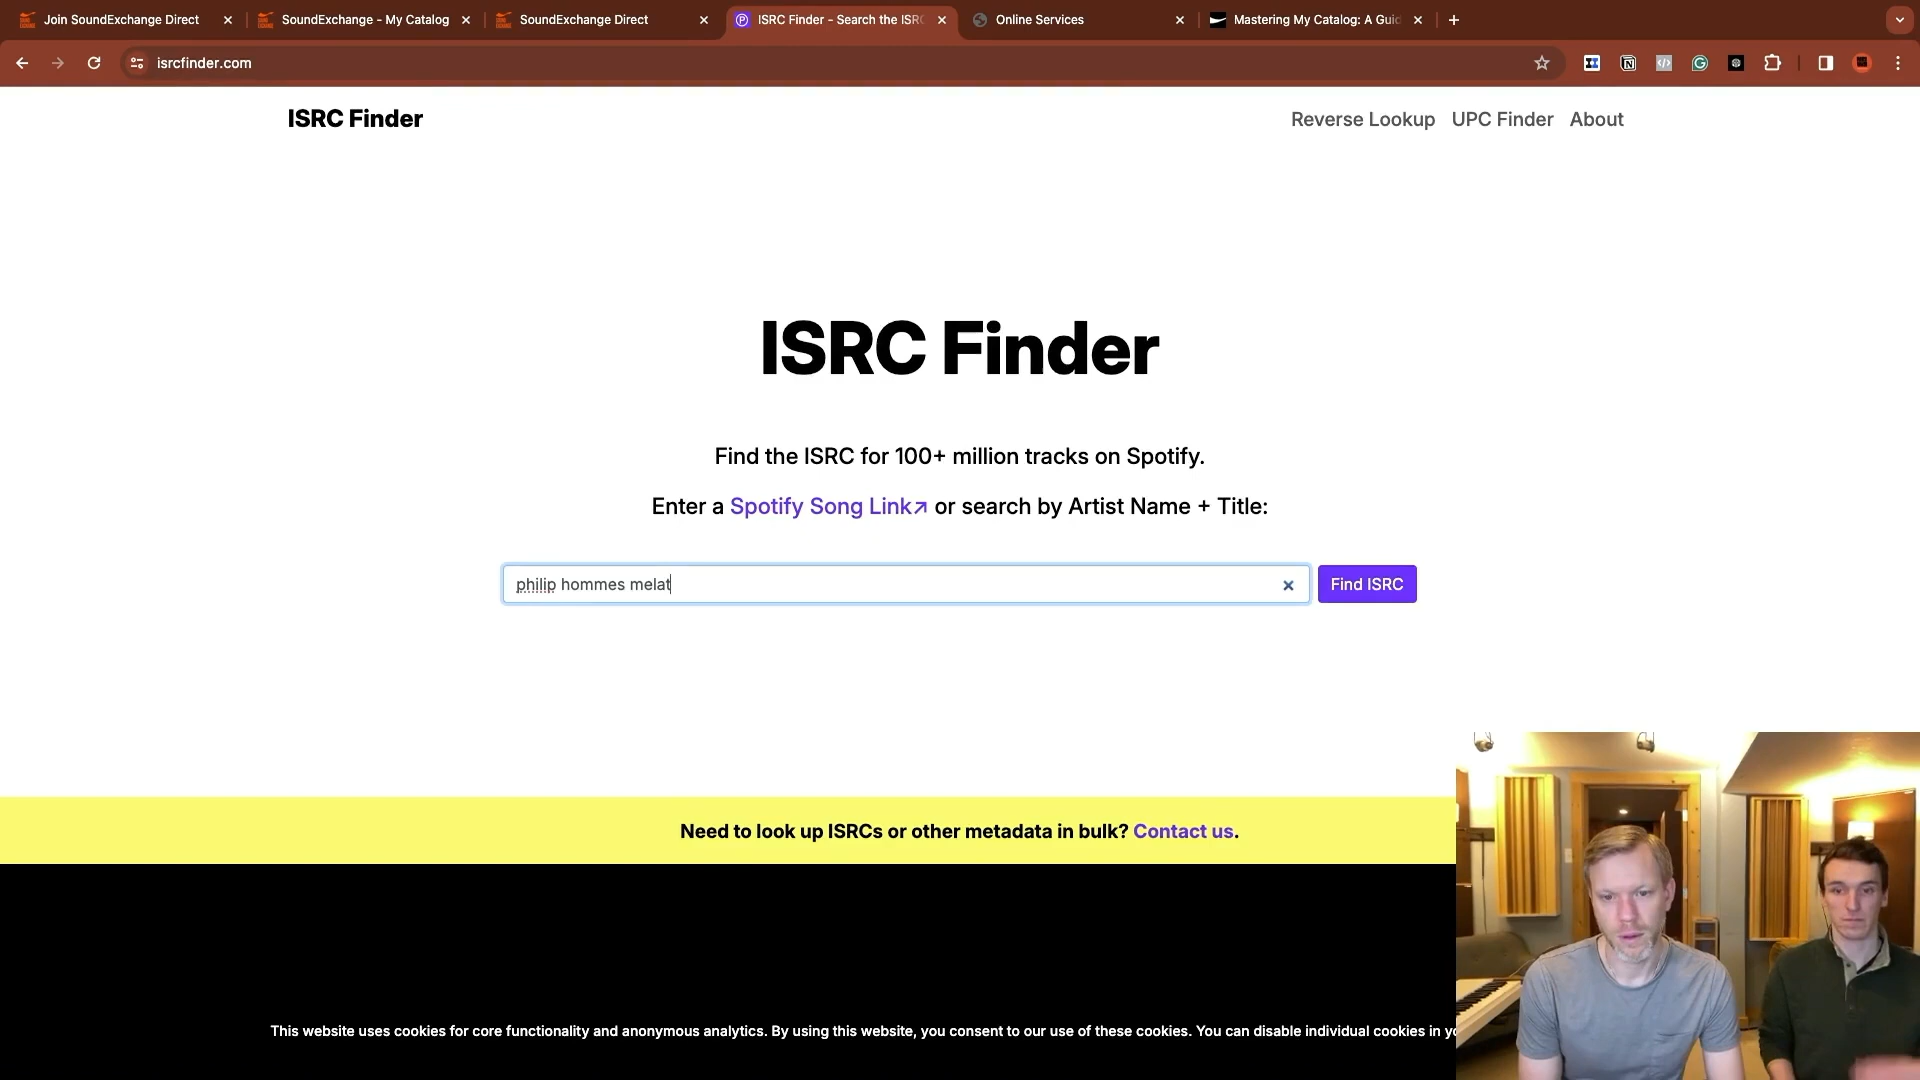 Join SoundExchange Direct
SoundExchange - My Catalog
SoundExchange Direct
ISRC Finder - Search the ISRC
Online Services
Mastering My Catalog: A Guid
isrcfinder.com
ISRC Finder
Reverse Lookup
UPC Finder
About
ISRC Finder
Find the ISRC for 100+ million tracks on Spotify.
Enter a Spotify Song Link↗ or search by Artist Name + Title:
philip hommes melat
Find ISRC
Need to look up ISRCs or other metadata in bulk? Contact us.
This website uses cookies for core functionality and anonymous analytics. By using this website, you consent to our use of these cookies. You can disable individual cookies in yo